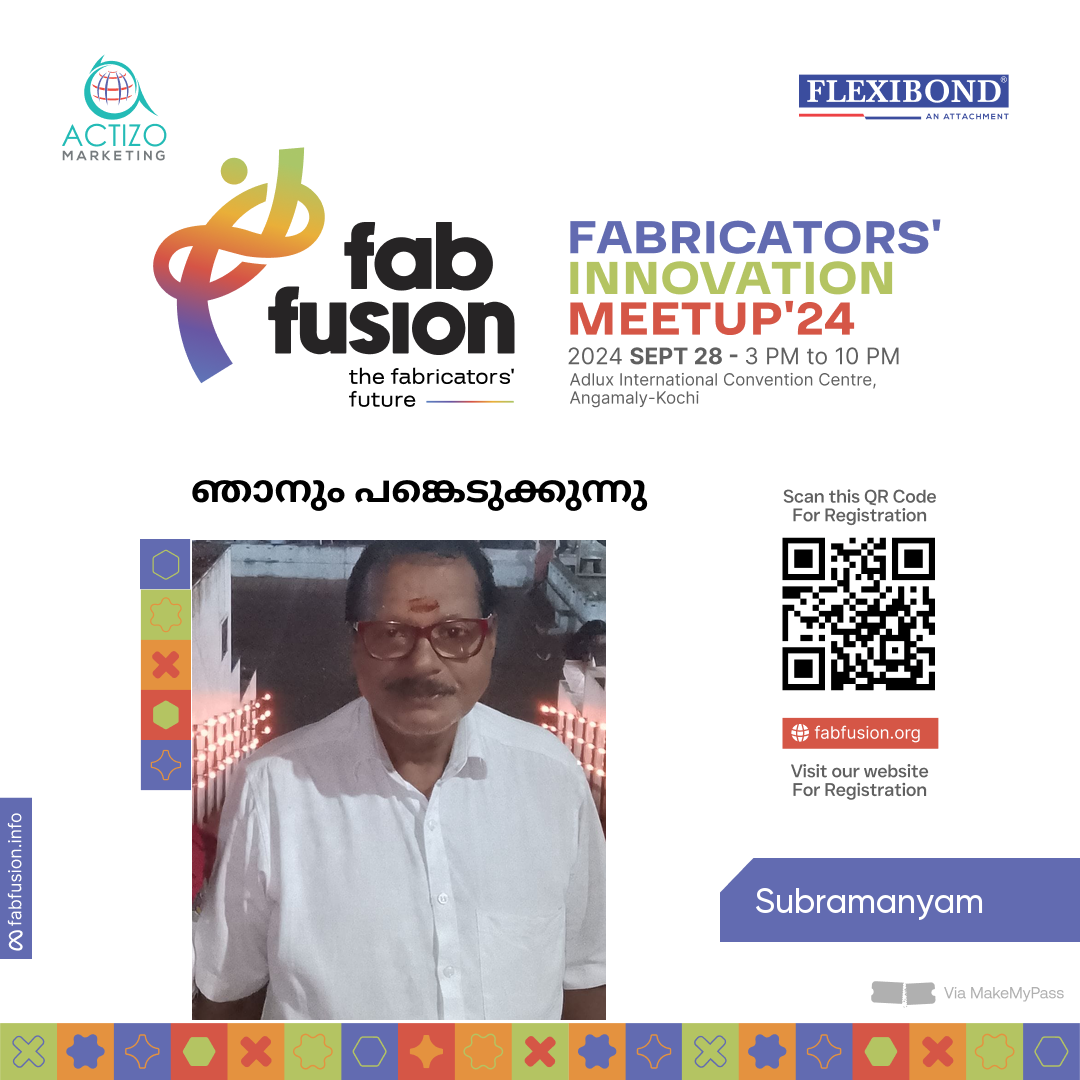 ACTIZO
MARKETING
FLEXIBOND®
AN ATTACHMENT
fab
fusion
the fabricators'
future
FABRICATORS'
INNOVATION
MEETUP'24
2024 SEPT 28 - 3 PM to 10 PM
Adlux International Convention Centre,
Angamaly-Kochi
ഞാനും പങ്കെടുക്കുന്നു
Scan this QR Code
For Registration
fabfusion.org
Visit our website
For Registration
fabfusion.info
Subramanyam
Via MakeMyPass